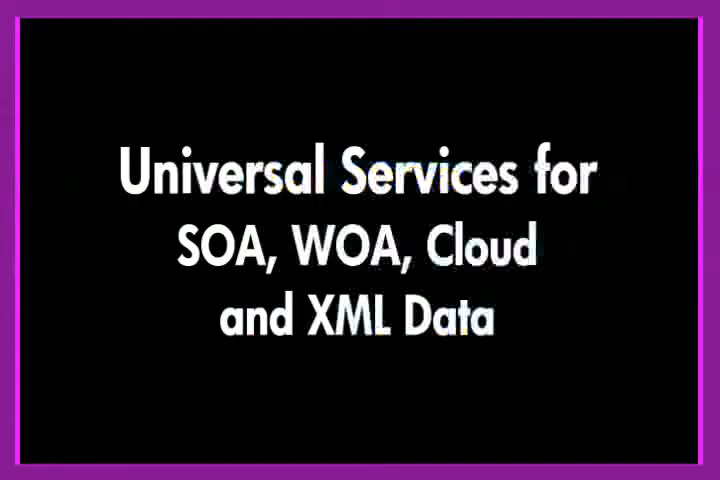 Universal Services for
SOA, WOA, Cloud
and XML Data